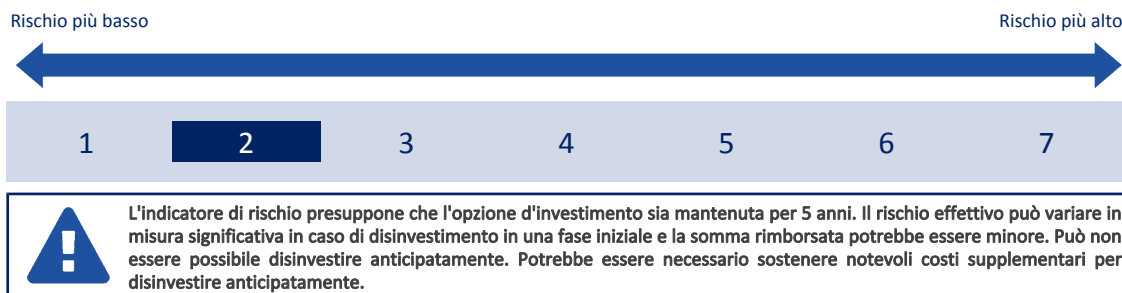 Rischio più basso Rischio più alto
1 2 3 4 5 6 7
L'indicatore di rischio presuppone che l'opzione d'investimento sia mantenuta per 5 anni. Il rischio effettivo può variare in
misura significativa in caso di disinvestimento in una fase iniziale e la somma rimborsata potrebbe essere minore. Può non
essere possibile disinvestire anticipatamente. Potrebbe essere necessario sostenere notevoli costi supplementari per
disinvestire anticipatamente.